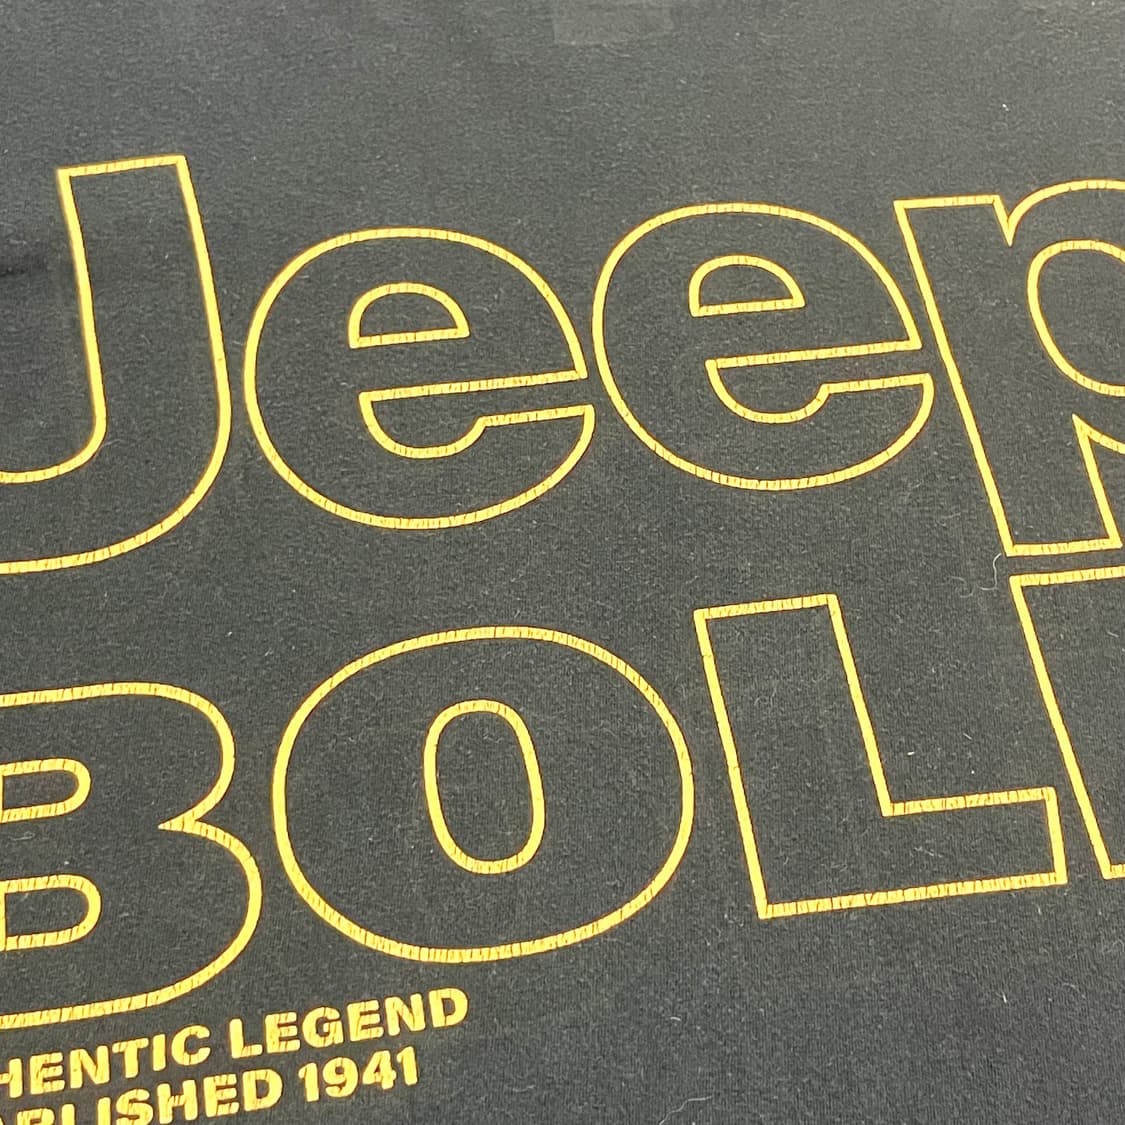 Jeep
BOL
HENTIC LEGEND
ABLISHED 1941